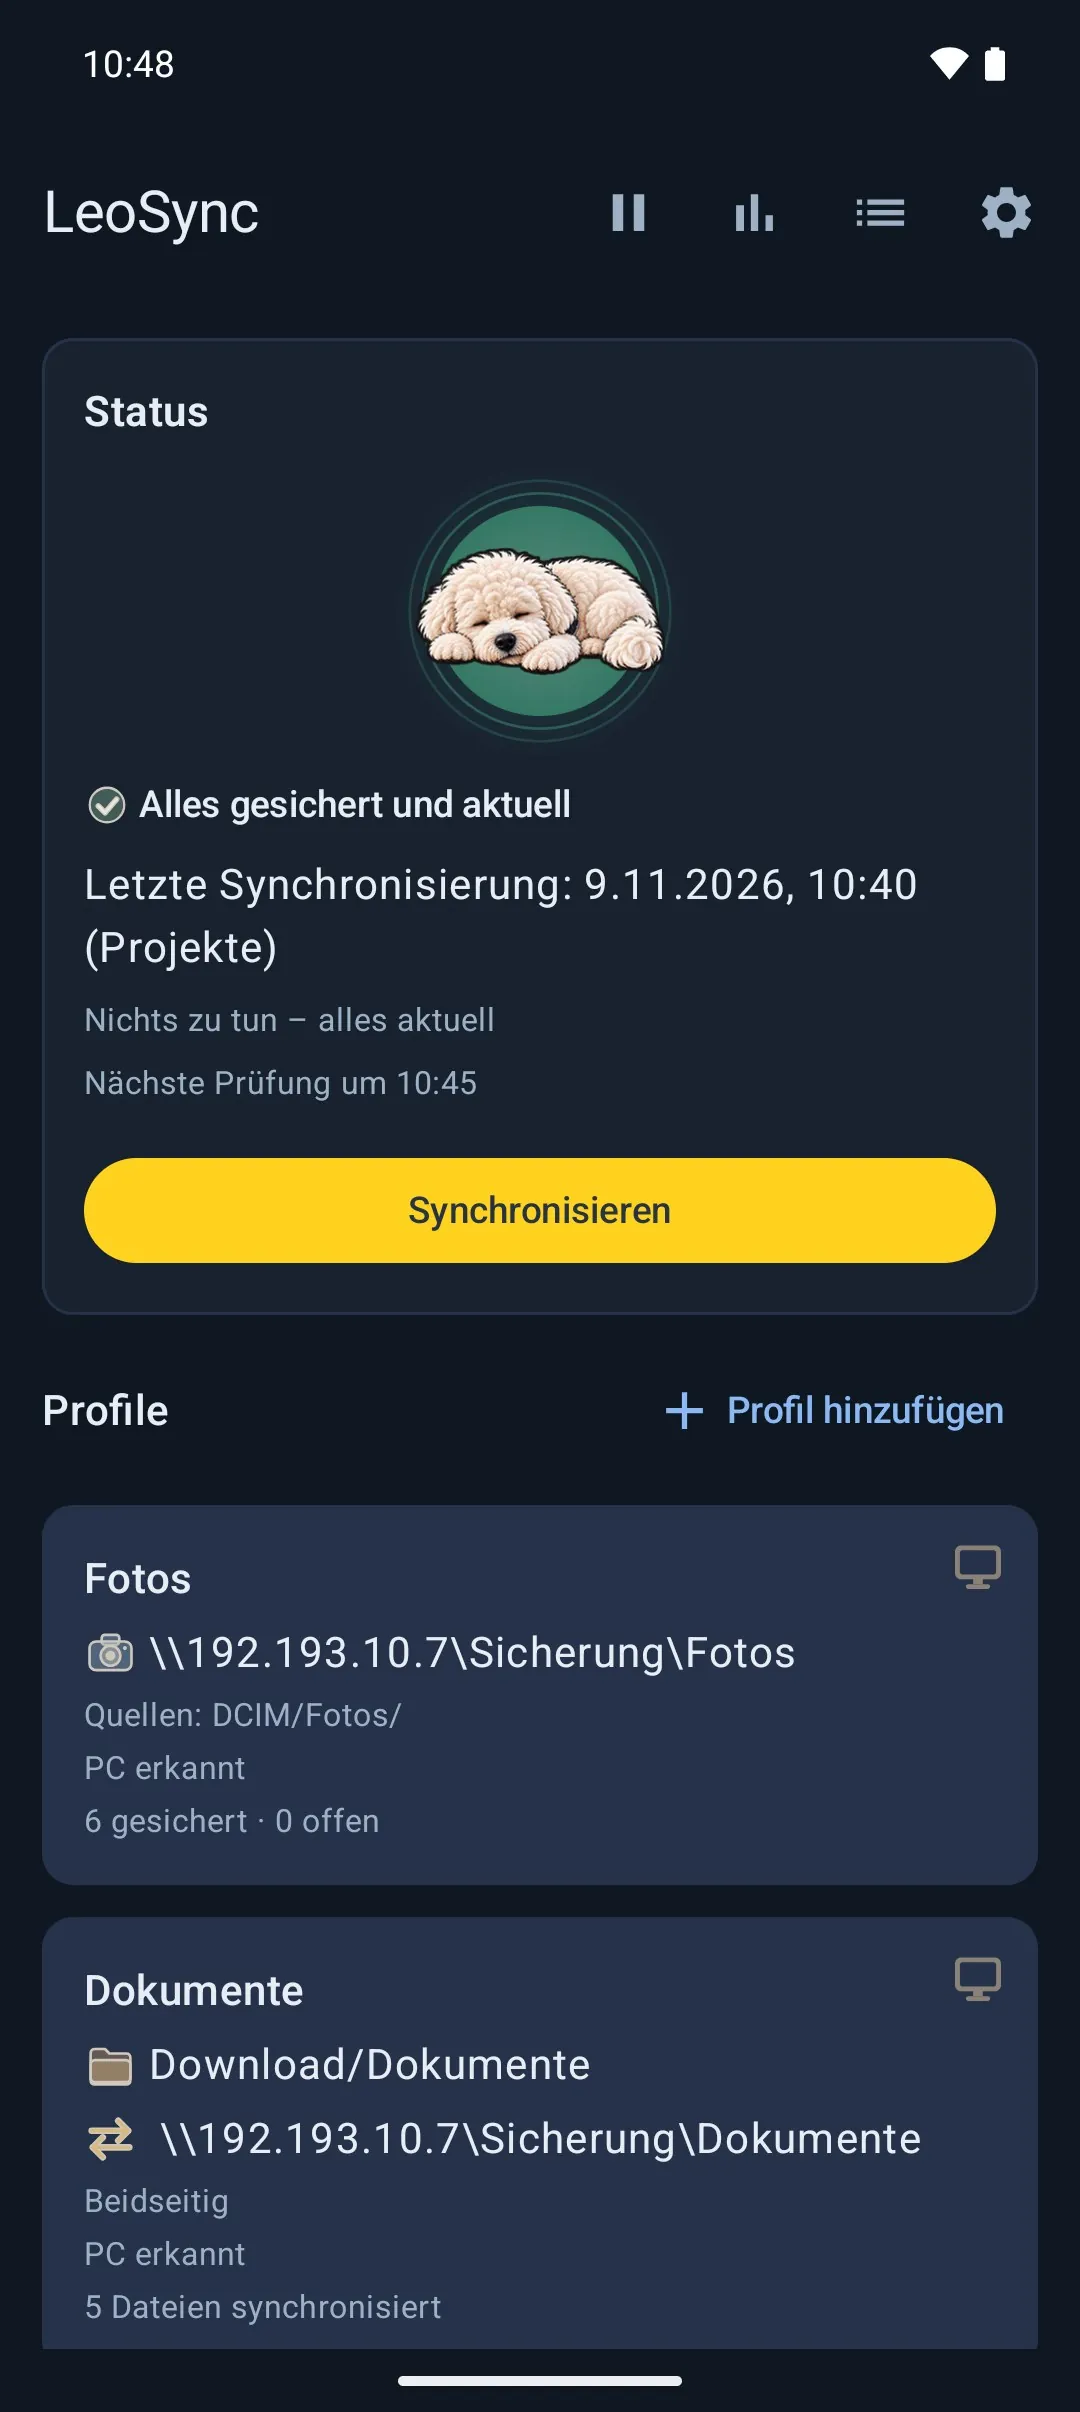 10:48
LeoSync
Status
Alles gesichert und aktuell
Letzte Synchronisierung: 9.11.2026, 10:40
(Projekte)
Nichts zu tun – alles aktuell
Nächste Prüfung um 10:45
Synchronisieren
Profile
Profil hinzufügen
Fotos
\\192.193.10.7\Sicherung\Fotos
Quellen: DCIM/Fotos/
PC erkannt
6 gesichert · 0 offen
Dokumente
Download/Dokumente
\\192.193.10.7\Sicherung\Dokumente
Beidseitig
PC erkannt
5 Dateien synchronisiert